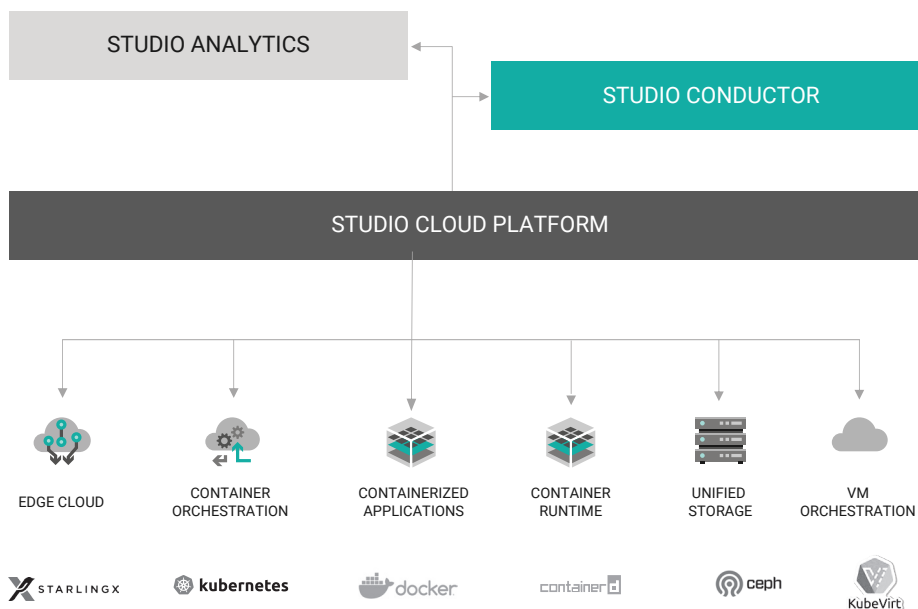 STUDIO ANALYTICS
STUDIO CONDUCTOR
STUDIO CLOUD PLATFORM
EDGE CLOUD
CONTAINER
ORCHESTRATION
CONTAINERIZED
APPLICATIONS
CONTAINER
RUNTIME
UNIFIED
STORAGE
VM
ORCHESTRATION
STARLINGX
kubernetes
docker
containerd
ceph
KubeVirt